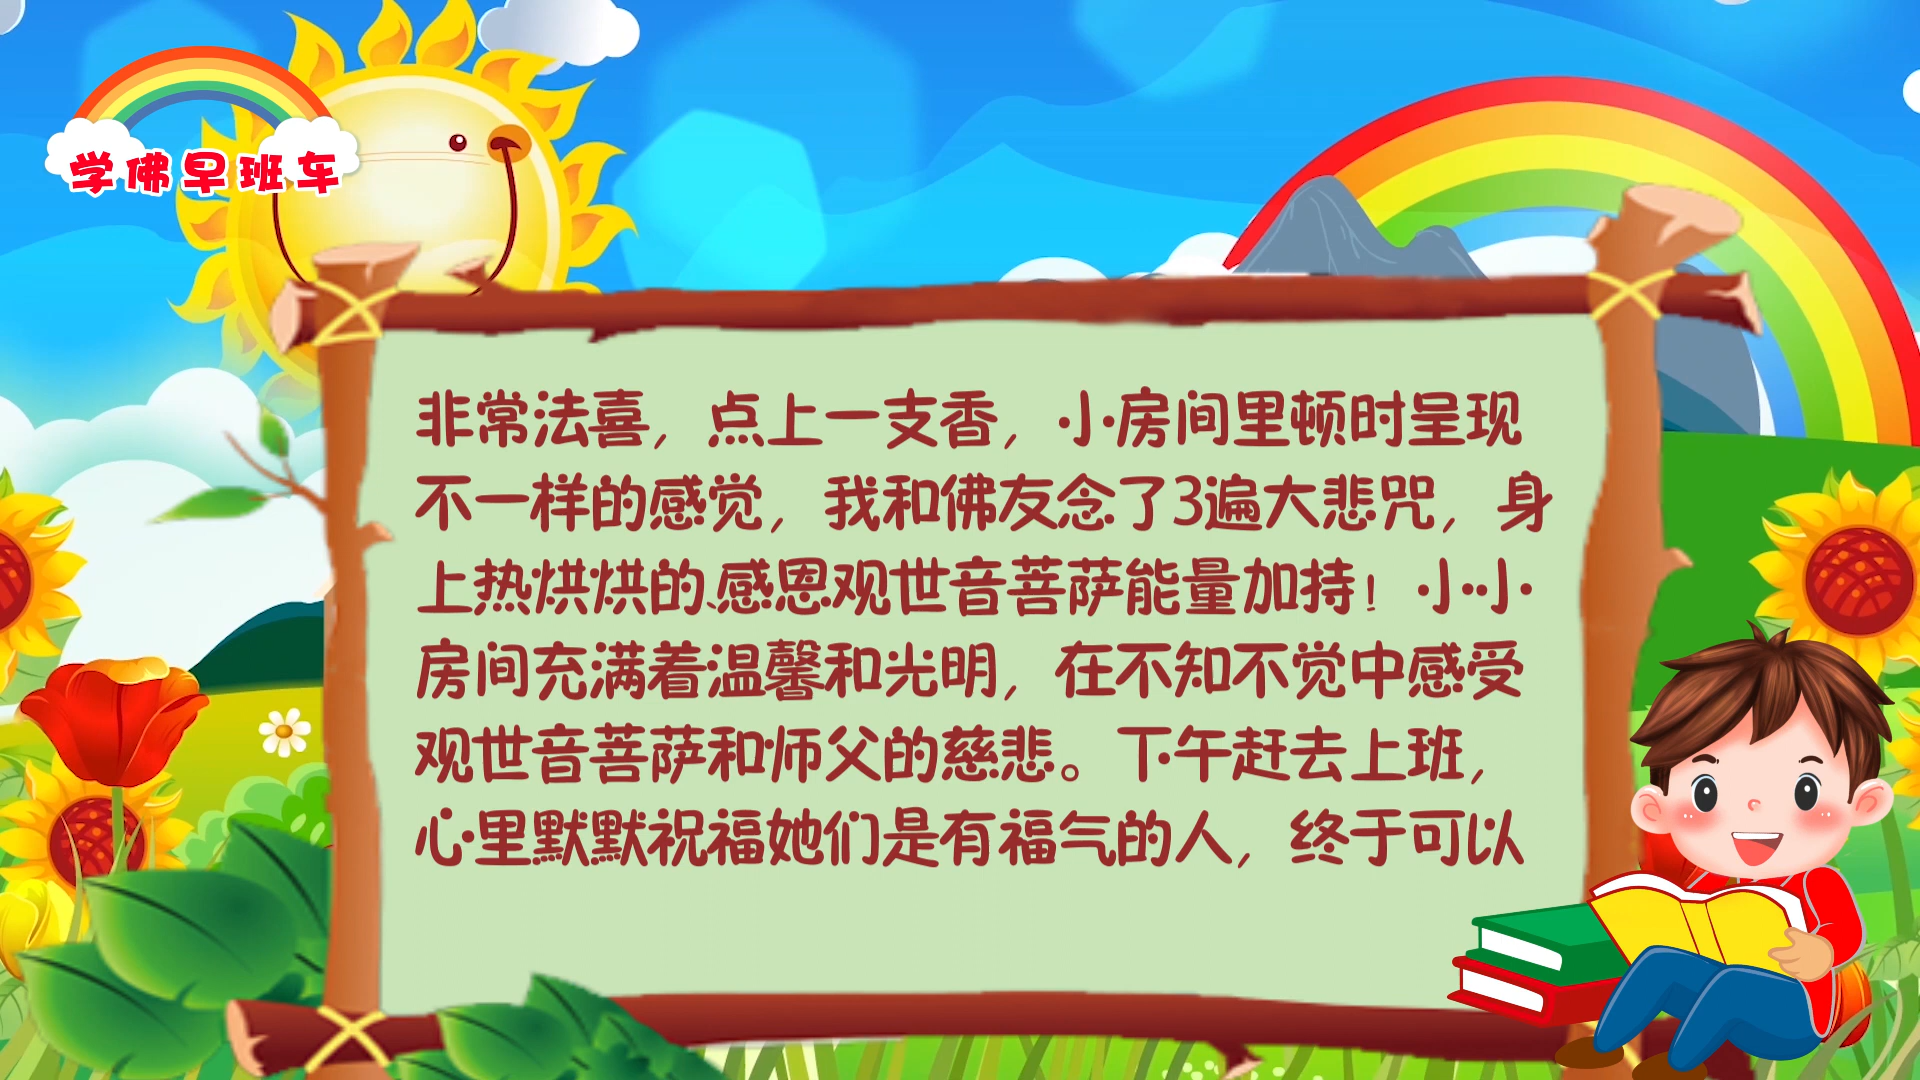 学佛早班车
非常法喜，点上一支香，小房间里顿时呈现
不一样的感觉，我和佛友念了3遍大悲咒，身
上热烘烘的、感恩观世音菩萨能量加持！小小
房间充满着温馨和光明，在不知不觉中感受
观世音菩萨和师父的慈悲。下午赶去上班，
心里默默祝福她们是有福气的人，终于可以